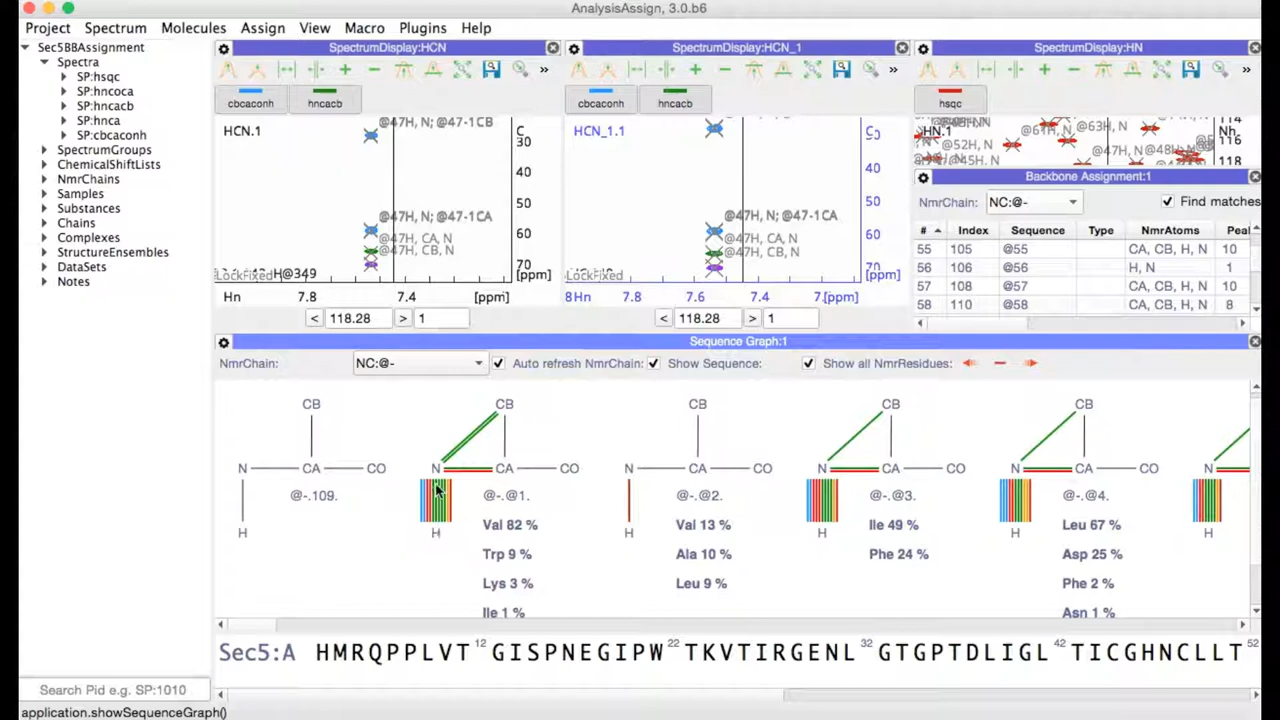 AnalysisAssign, 3.0.b6
Project Spectrum Molecules Assign View Macro Plugins Help
Sec5BBAssignment
Spectra
SP:hsqc
SP:hncoca
SP:hncacb
SP:hnca
SP:cbcaconh
SpectrumGroups
ChemicalShiftLists
NmrChains
Samples
Substances
Chains
Complexes
StructureEnsembles
DataSets
Notes
Search Pid e.g. SP:1010
application.showSequenceGraph()
SpectrumDisplay:HCN
cbcaconh hncacb
HCN.1
@47H, N; @47-1CB
C
30
40
50
@47H, N; @47-1CA
60
@47H, CA, N
@47H, CB, N
70
LockFixed
H@349
[ppm]
Hn 7.8 7.4 [ppm]
< 118.28 > 1
SpectrumDisplay:HCN_1
cbcaconh hncacb
HCN_1.1
@47H, N; @47-1CB
40
50
@47H, N; @47-1CA
60
@47H, CA, N
@47H, CB, N
70
LockFixed
[ppm]
Hn 7.8 7.6 7.4 [ppm]
< 118.28 > 1
SpectrumDisplay:HN
hsqc
HN.1
@61H, N
@63H, N
@52H, N
@47H, N
@48H, N
@45H, N
114
Nh
116
118
Backbone Assignment:1
NmrChain: NC:@- Find matches
# Index Sequence Type NmrAtoms Peal
55 105 @55 CA, CB, H, N 10
56 106 @56 H, N 1
57 108 @57 CA, CB, H, N 10
58 110 @58 CA, CB, H, N 8
Sequence Graph:1
NmrChain: NC:@- Auto refresh NmrChain: Show Sequence: Show all NmrResidues:
CB CB CB CB CB
N CA CO N CA CO N CA CO N CA CO N CA CO N
@-.109. @-.@1. @-.@2. @-.@3. @-.@4.
Val 82 % Val 13 % Ile 49 % Leu 67 %
H H H H H H
Trp 9 % Ala 10 % Phe 24 % Asp 25 %
Lys 3 % Leu 9 % Phe 2 %
Ile 1 % Asn 1 %
Sec5:A HMRQPPLVT 12 GISPNEGIPW 22 TKVTIRGENL 32 GTGPTDLIGL 42 TICGHNCLLT 52